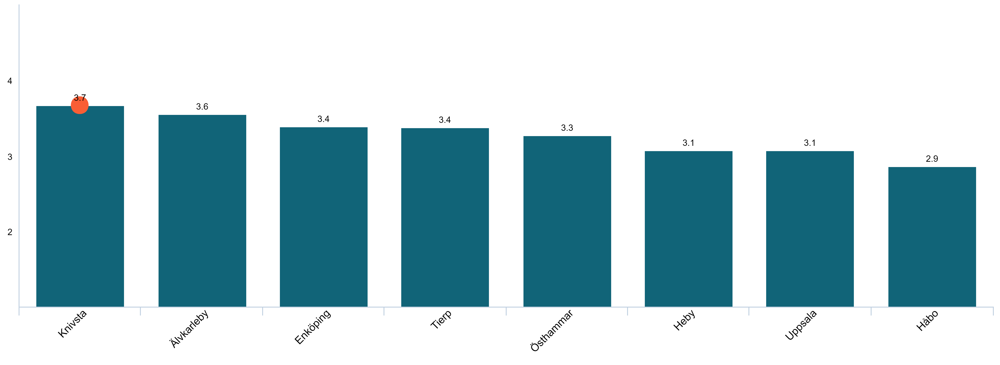 4
3
2
3.7
3.6
3.4
3.4
3.3
3.1
3.1
2.9
Knivsta
Älvkarleby
Enköping
Tierp
Östhammar
Heby
Uppsala
Håbo